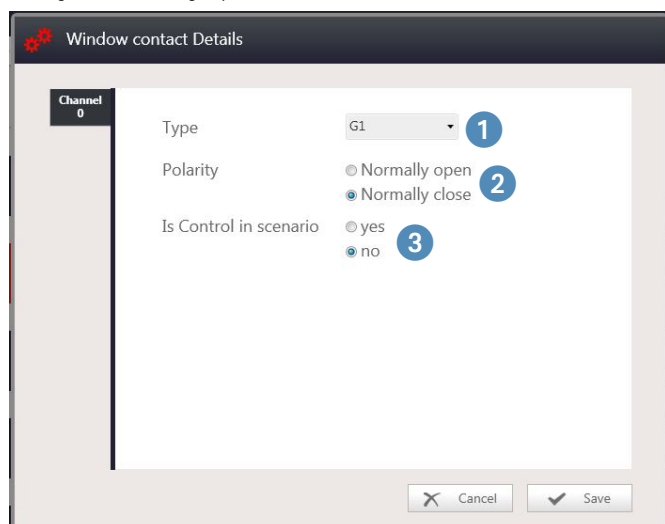 Window contact Details
Channel
0
Type
G1
1
Polarity
Normally open
Normally close
2
Is Control in scenario
yes
no
3
Cancel
Save